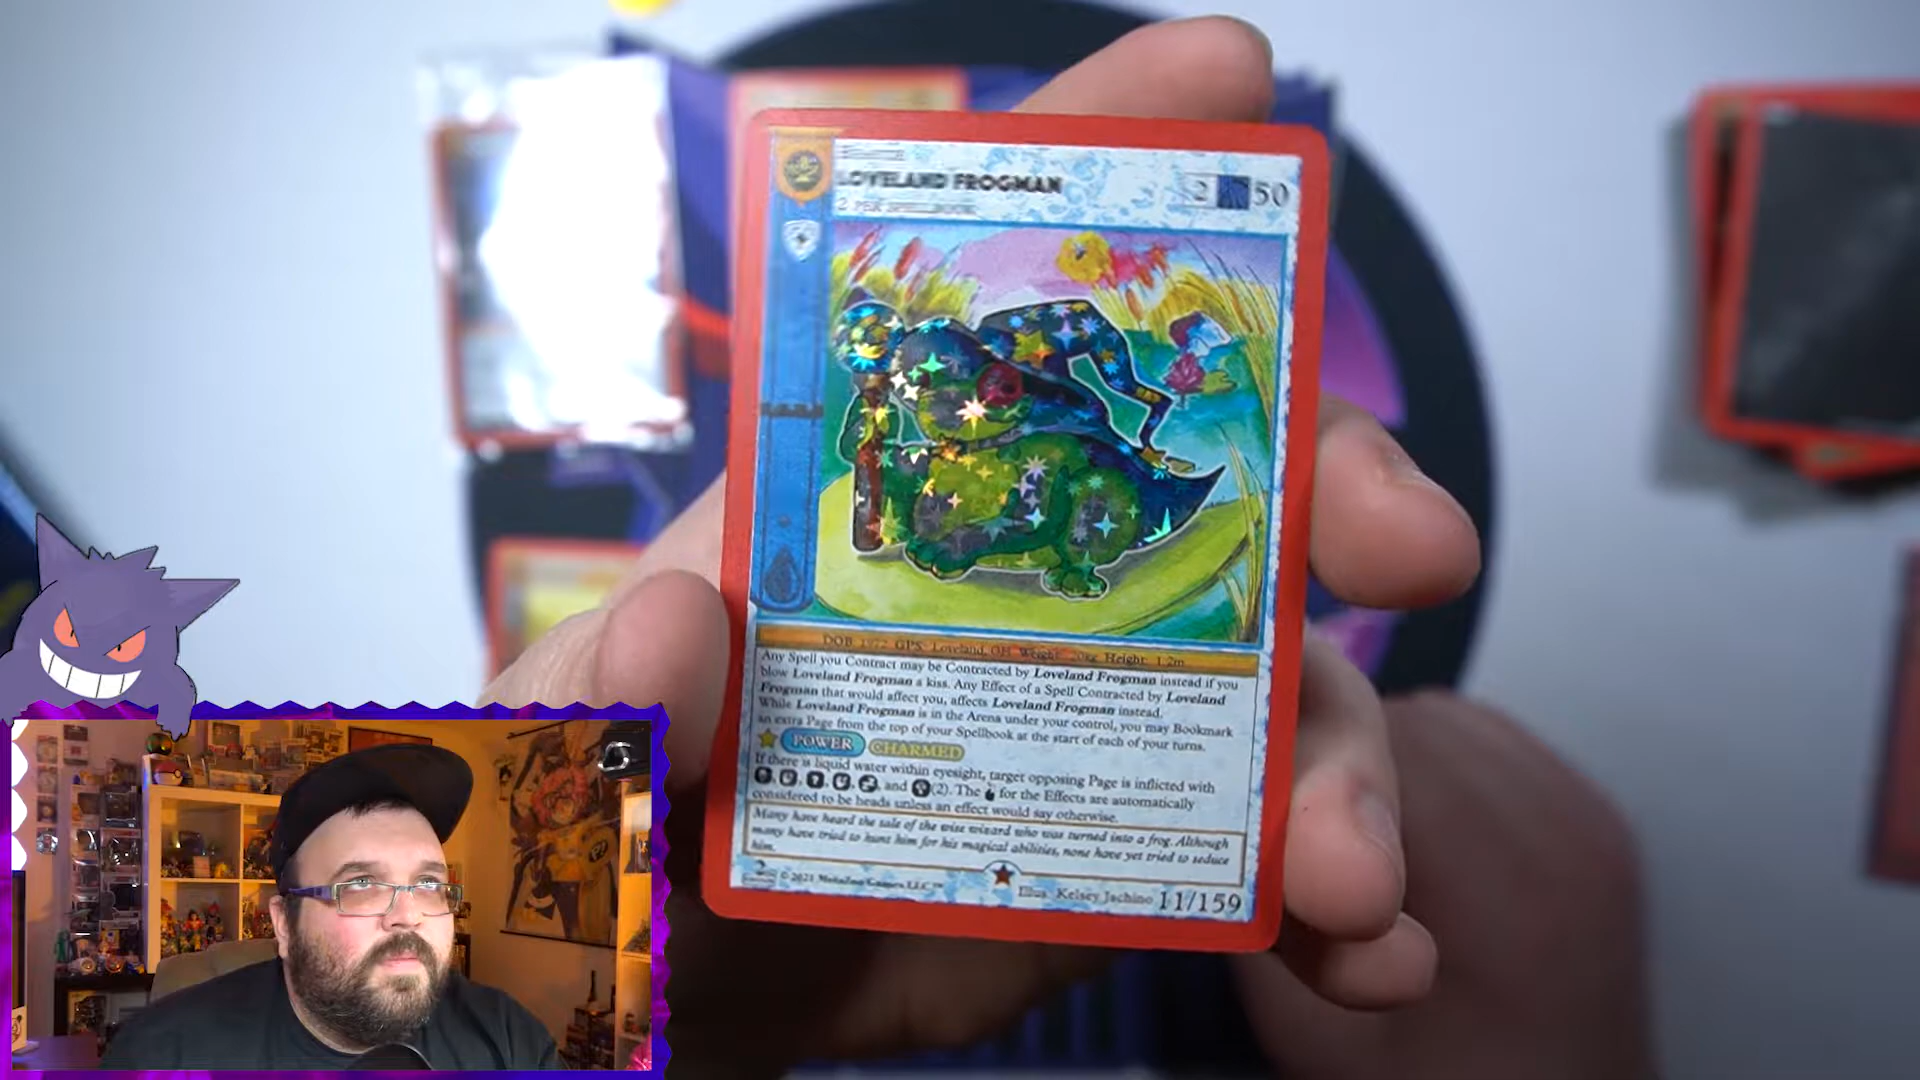 LOVELAND FROGMAN
2 PER SPELLBOOK
2 50
DOB 1972 GPS: Loveland, OH Weight: 20kg Height: 1.2m
Any Spell you Contract may be Contracted by Loveland Frogman instead if you
blow Loveland Frogman a kiss. Any Effect of a Spell Contracted by Loveland
Frogman that would affect you, affects Loveland Frogman instead.
While Loveland Frogman is in the Arena under your control, you may Bookmark
an extra Page from the top of your Spellbook at the start of each of your turns.
POWER CHARMED
If there is liquid water within eyesight, target opposing Page is inflicted with
, , , , , and (2). The for the Effects are automatically
considered to be heads unless an effect would say otherwise.
Many have heard the tale of the wise wizard who was turned into a frog. Although
many have tried to hunt him for his magical abilities, none have yet tried to seduce
him.
© 2021 MetaZoo Games LLC™ Illus. Kelsey Jachino 11/159